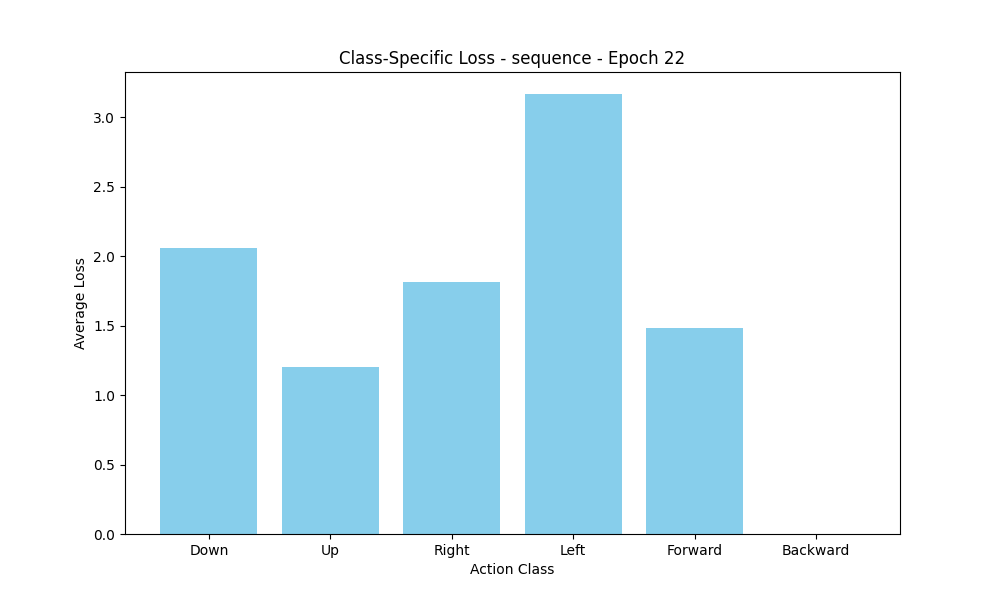 Class-Specific Loss - sequence - Epoch 22
Average Loss
3.0
2.5
2.0
1.5
1.0
0.5
0.0
Down Up Right Left Forward Backward
Action Class